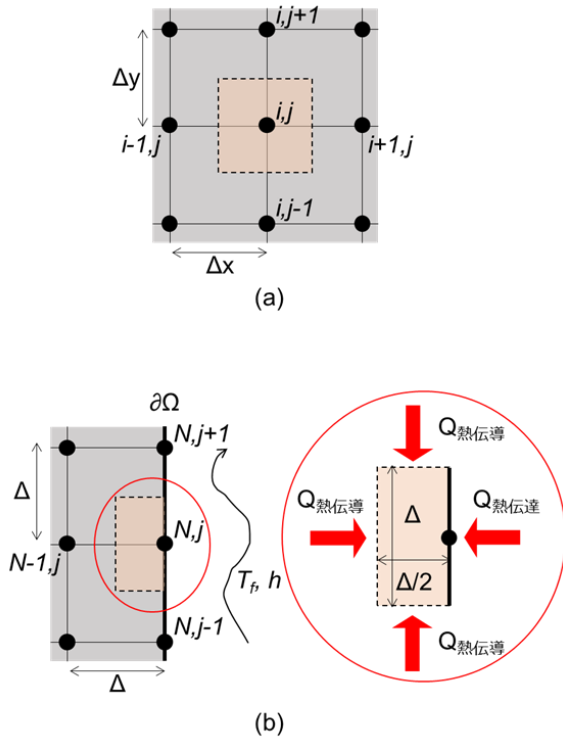 i,j+1
Δy
i,j
i-1,j
i+1,j
i,j-1
Δx
(a)
∂Ω
N,j+1
Δ
N,j
N-1,j
T_f, h
N,j-1
Δ
Q熱伝導
Q熱伝導
Δ
Q熱伝達
Δ/2
Q熱伝導
(b)